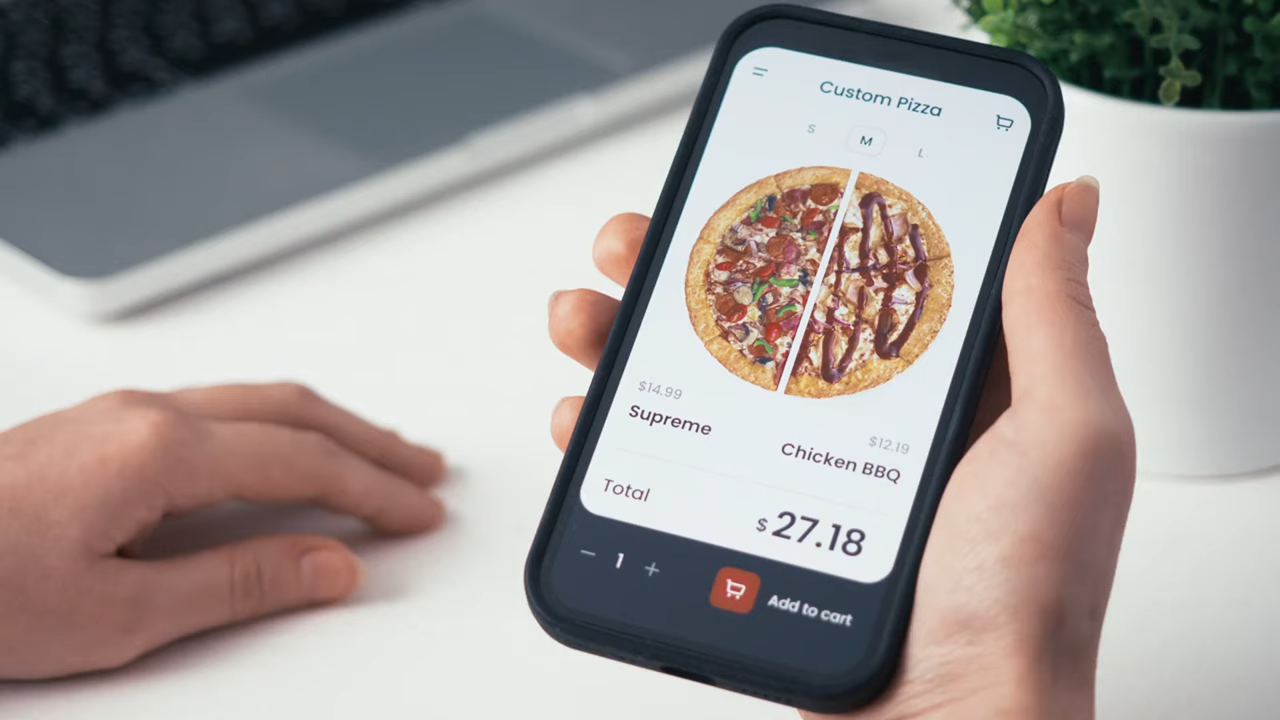 Custom Pizza
S M L
$14.99
Supreme
$12.19
Chicken BBQ
Total
$27.18
1
Add to cart